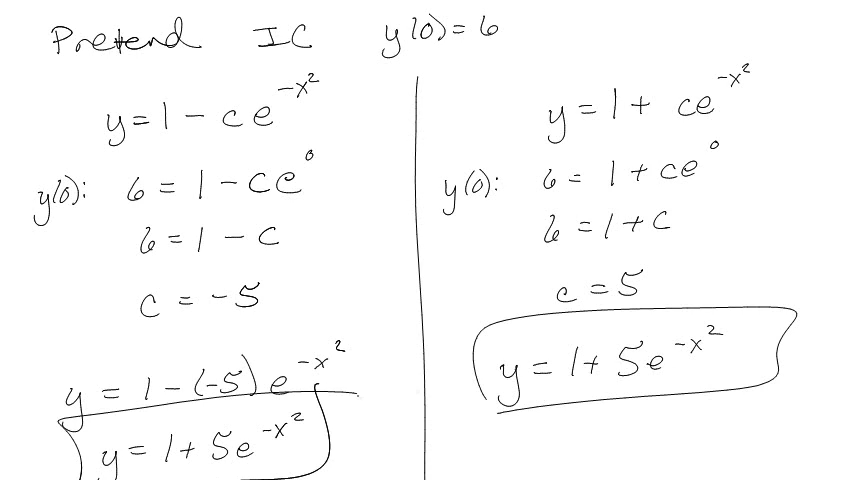 Pretend IC y(0) = 6
y = 1 - ce^{-x^2}
y(0): 6 = 1 - ce^0
6 = 1 - c
c = -5
y = 1 - (-5)e^{-x^2}
y = 1 + 5e^{-x^2}
y = 1 + ce^{-x^2}
y(0): 6 = 1 + ce^0
6 = 1 + c
c = 5
y = 1 + 5e^{-x^2}